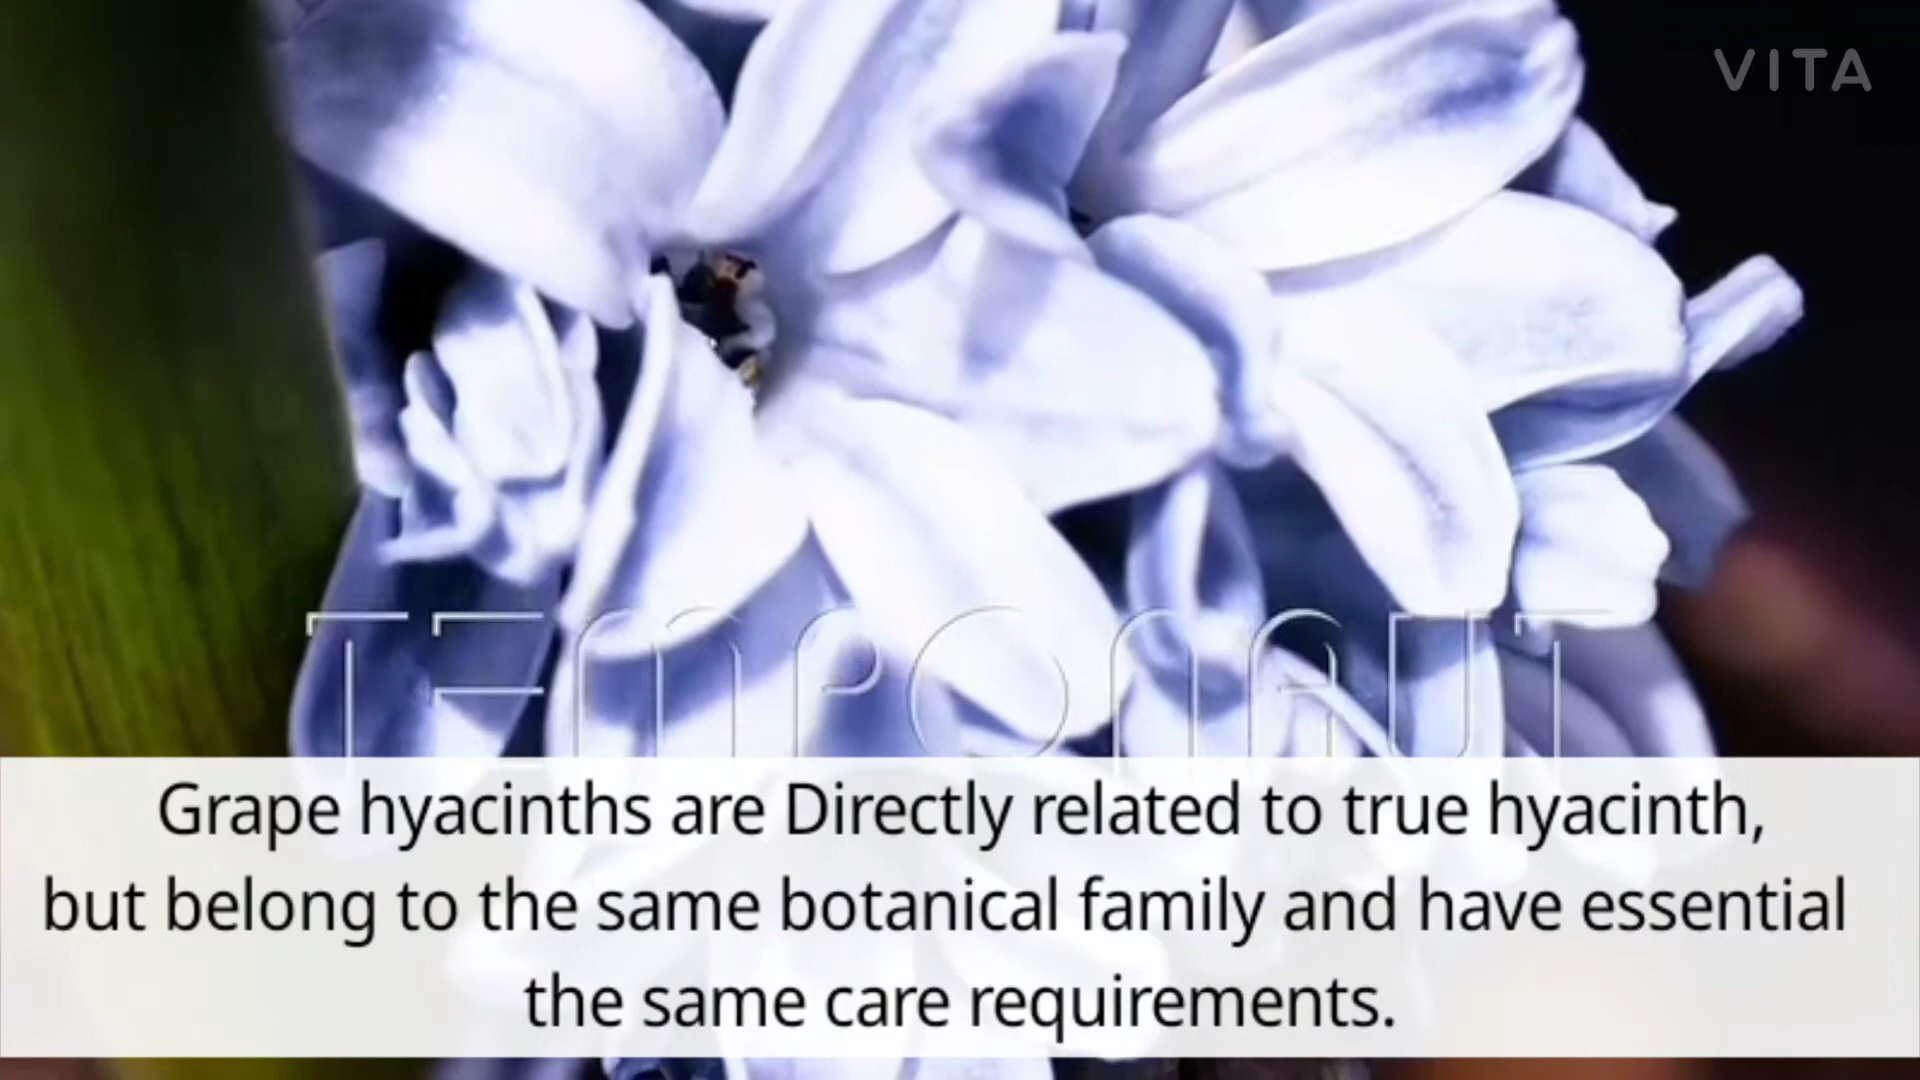 VITA
TEMPONAUT
Grape hyacinths are Directly related to true hyacinth,
but belong to the same botanical family and have essential
the same care requirements.